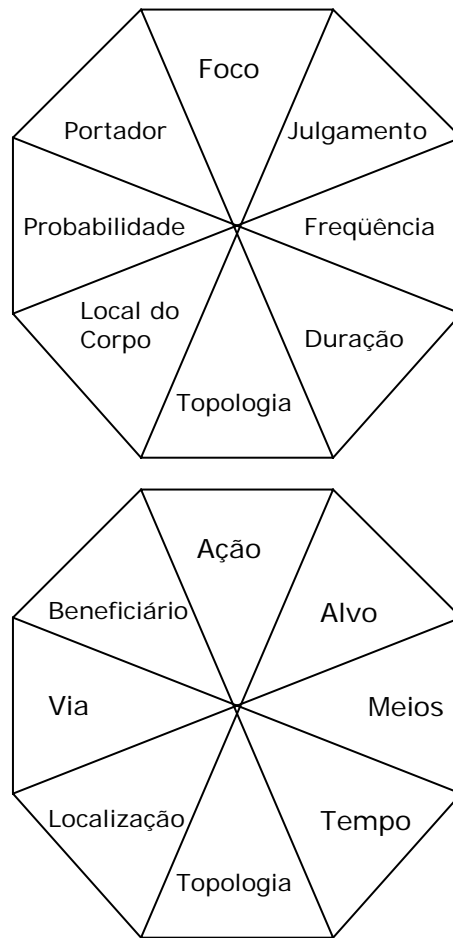 Foco
Portador
Julgamento
Probabilidade
Freqüência
Local do
Corpo
Duração
Topologia
Ação
Beneficiário
Alvo
Via
Meios
Localização
Tempo
Topologia